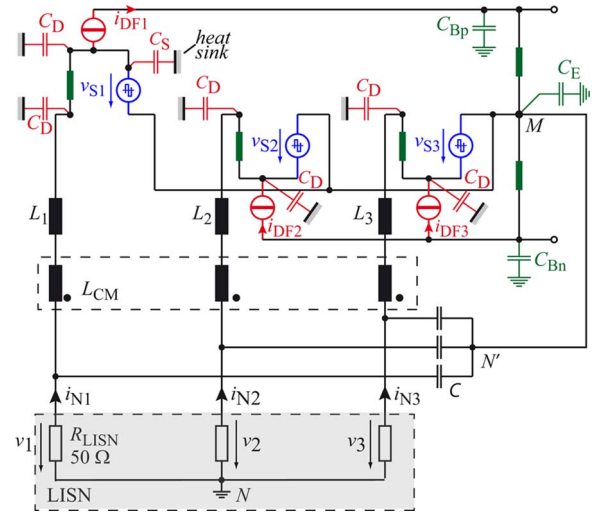 C_D
i_DF1
C_S
heat
sink
C_Bp
C_E
v_S1
C_D
C_D
C_D
M
v_S2
v_S3
C_D
C_D
L_1
L_2
L_3
i_DF2
i_DF3
C_Bn
L_CM
N'
C
i_N1
i_N2
i_N3
v_1
R_LISN
50 Ω
v_2
v_3
LISN
N